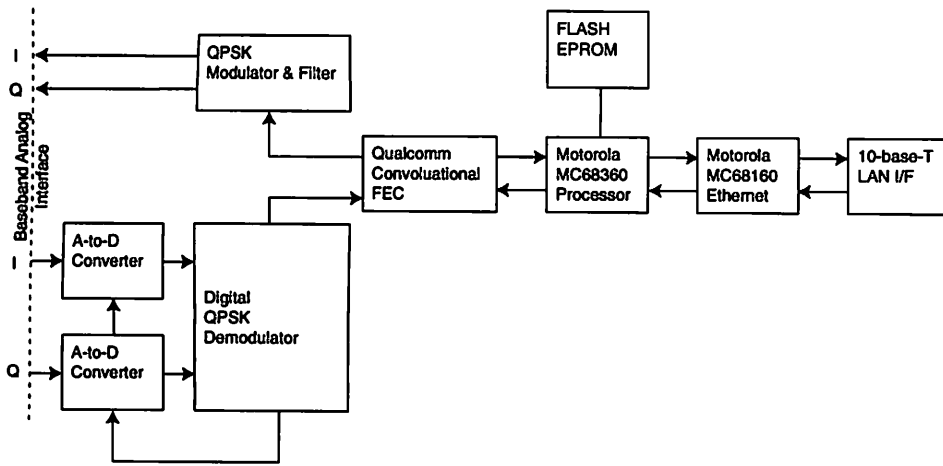 I
Q
Baseband Analog
Interface
I
Q
QPSK
Modulator & Filter
FLASH
EPROM
Qualcomm
Convoluational
FEC
Motorola
MC68360
Processor
Motorola
MC68160
Ethernet
10-base-T
LAN I/F
A-to-D
Converter
A-to-D
Converter
Digital
QPSK
Demodulator